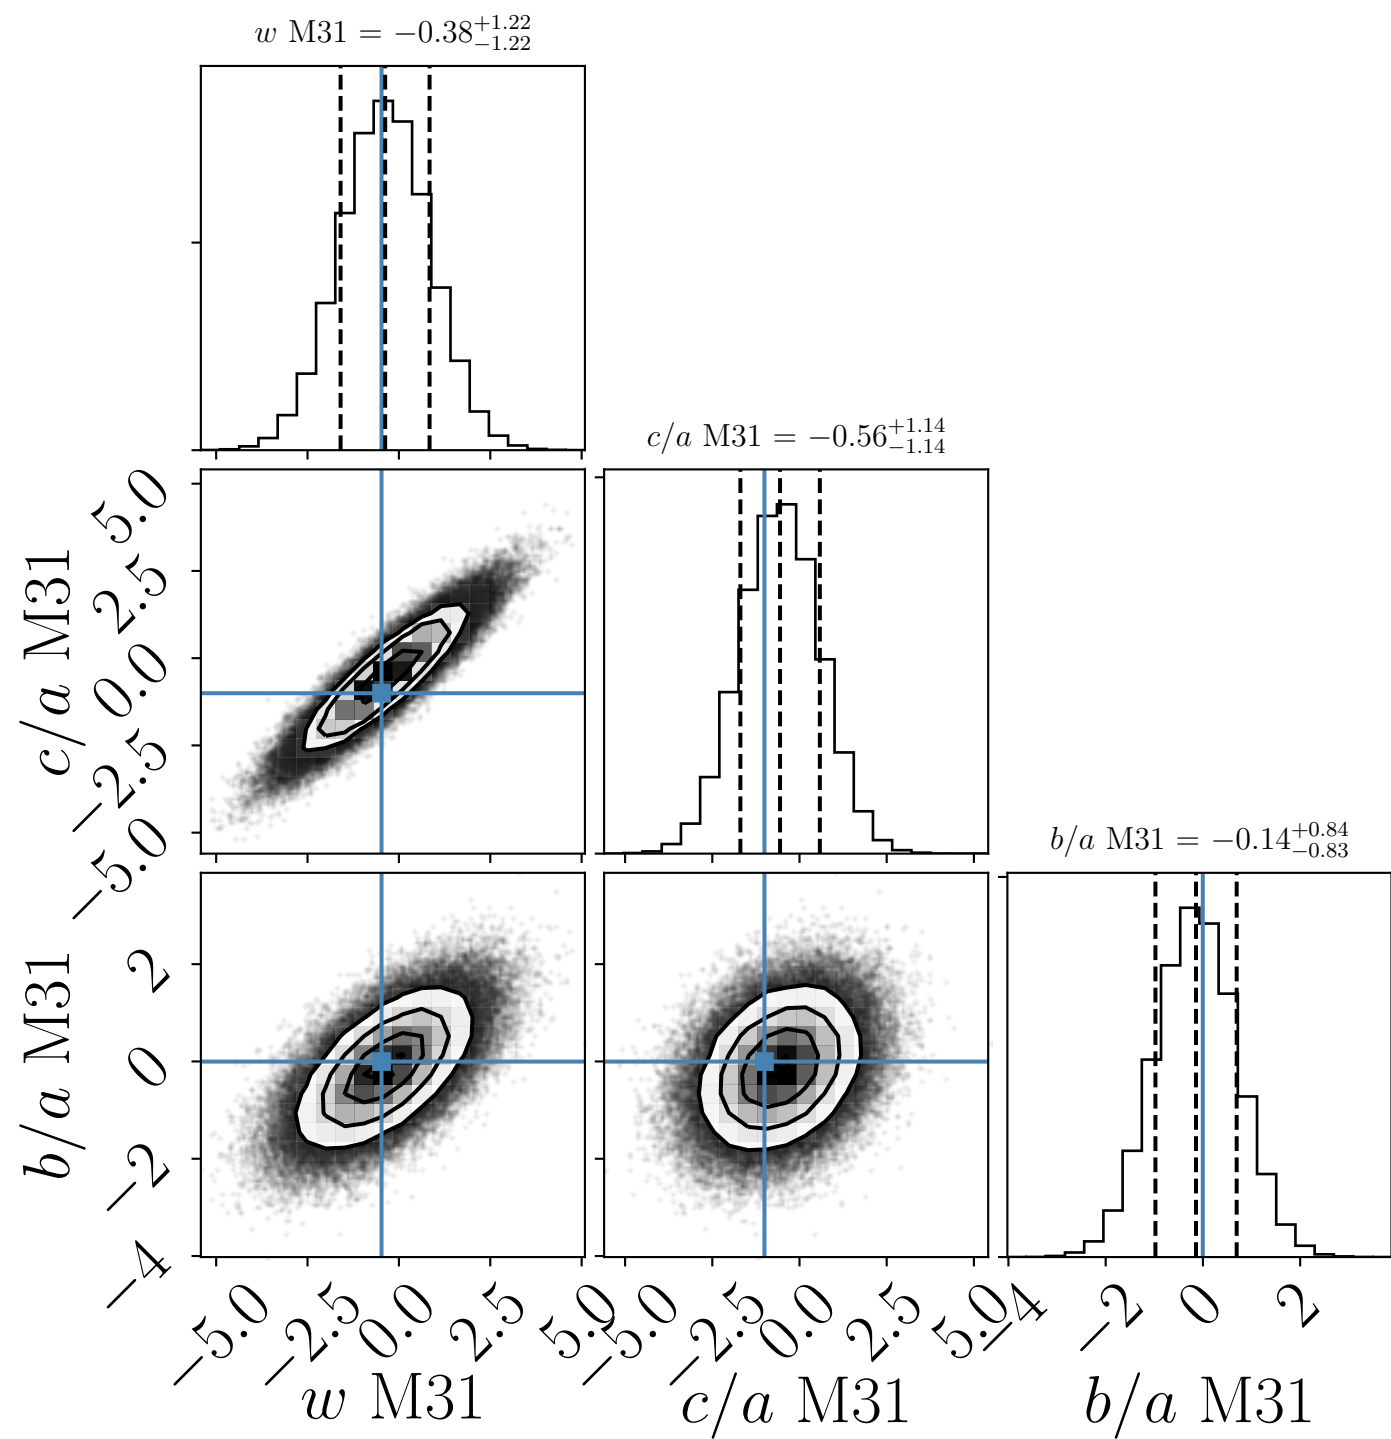 w M31 = −0.38+1.22−1.22
c/a M31 = −0.56+1.14−1.14
b/a M31 = −0.14+0.84−0.83
c/a M31
5.0
2.5
0.0
−2.5
−5.0
b/a M31
2
0
−2
−4
−5.0 −2.5 0.0 2.5 5.0
−5.0 −2.5 0.0 2.5 5.0
−4 −2 0 2
w M31
c/a M31
b/a M31